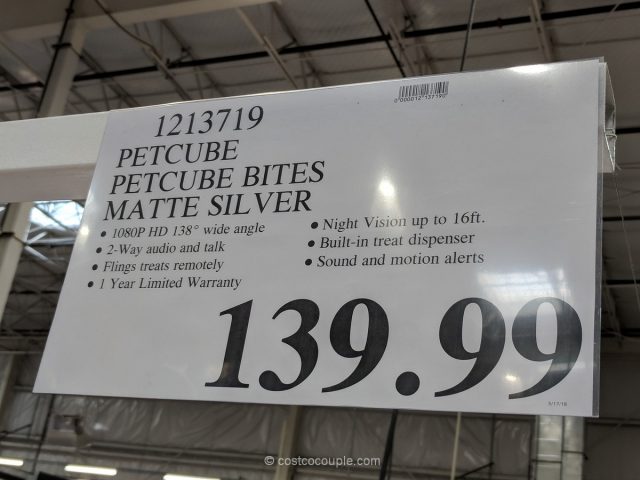 0000012137190
1213719
PETCUBE
PETCUBE BITES
MATTE SILVER
• 1080P HD 138° wide angle
• 2-Way audio and talk
• Flings treats remotely
• 1 Year Limited Warranty
• Night Vision up to 16ft.
• Built-in treat dispenser
• Sound and motion alerts
139.99
© costcocouple.com